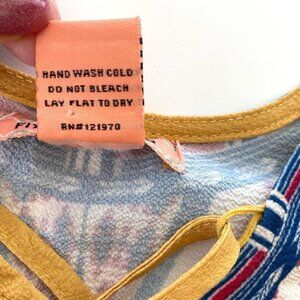 HAND WASH COLD
DO NOT BLEACH
LAY FLAT TO DRY
RN#121970